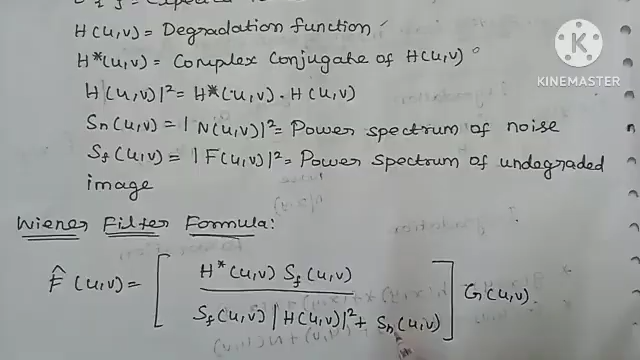 H(u,v) = Degradation function
H*(u,v) = Complex Conjugate of H(u,v)
H(u,v)|² = H*(u,v) . H(u,v)
Sn(u,v) = |N(u,v)|² = Power spectrum of noise
Sf(u,v) = |F(u,v)|² = Power Spectrum of undegraded
image
Wiener Filter Formula:
F̂(u,v) = [ H*(u,v) Sf(u,v) / Sf(u,v) |H(u,v)|² + Sn(u,v) ] G(u,v)
KINEMASTER